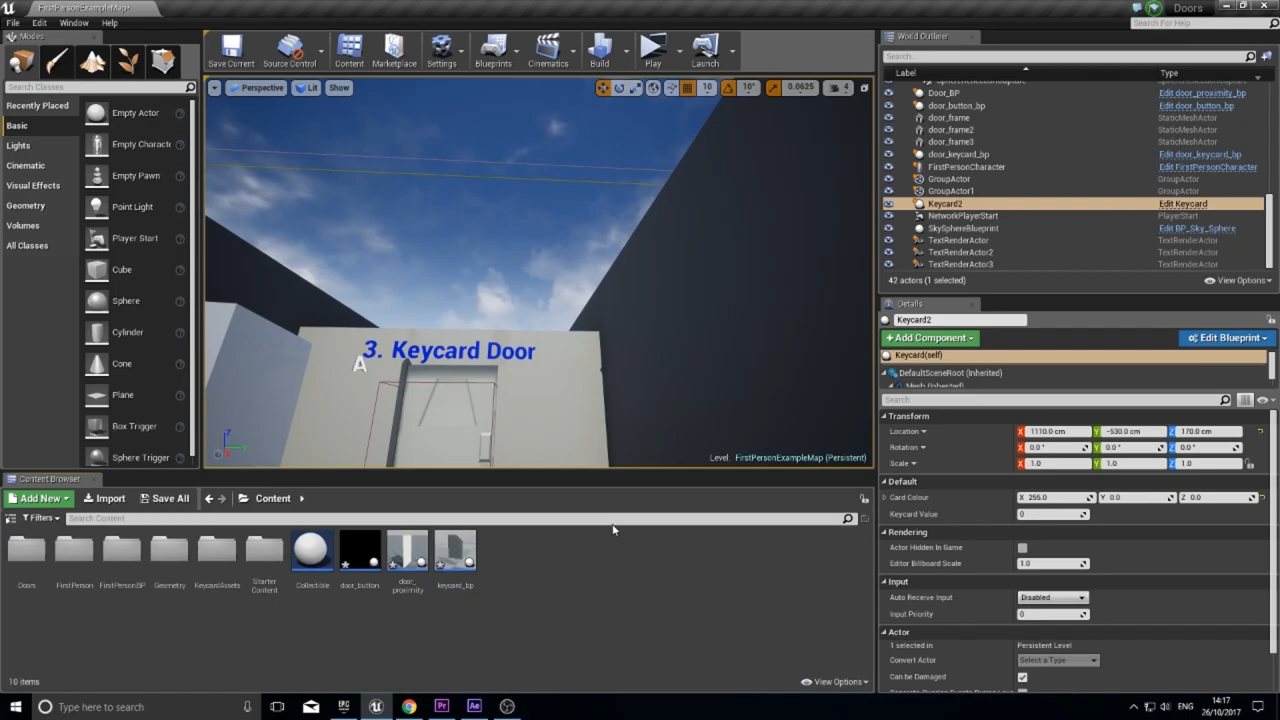 FirstPersonExampleMap*
Doors
File Edit Window Help
Search For Help
Modes
Search Classes
Recently Placed
Basic
Lights
Cinematic
Visual Effects
Geometry
Volumes
All Classes
Empty Actor
Empty Characte
Empty Pawn
Point Light
Player Start
Cube
Sphere
Cylinder
Cone
Plane
Box Trigger
Sphere Trigger
Save Current Source Control Content Marketplace Settings Blueprints Cinematics Build Play Launch
Perspective Lit Show
10 10° 0.0625 4
3. Keycard Door
A
Level: FirstPersonExampleMap (Persistent)
World Outliner
Search...
Label Type
Door_BP Edit door_proximity_bp
door_button_bp Edit door_button_bp
door_frame StaticMeshActor
door_frame2 StaticMeshActor
door_frame3 StaticMeshActor
door_keycard_bp Edit door_keycard_bp
FirstPersonCharacter Edit FirstPersonCharacter
GroupActor GroupActor
GroupActor1 GroupActor
Keycard2 Edit Keycard
NetworkPlayerStart PlayerStart
SkySphereBlueprint Edit BP_Sky_Sphere
TextRenderActor TextRenderActor
TextRenderActor2 TextRenderActor
TextRenderActor3 TextRenderActor
42 actors (1 selected) View Options
Details
Keycard2
+ Add Component Edit Blueprint
Keycard(self)
DefaultSceneRoot (Inherited)
Mesh (Inherited)
Search
Transform
Location X 1110.0 cm Y -530.0 cm Z 170.0 cm
Rotation X 0.0 ° Y 0.0 ° Z 0.0 °
Scale X 1.0 Y 1.0 Z 1.0
Default
Card Colour X 255.0 Y 0.0 Z 0.0
Keycard Value 0
Rendering
Actor Hidden In Game
Editor Billboard Scale 1.0
Input
Auto Receive Input Disabled
Input Priority 0
Actor
1 selected in Persistent Level
Convert Actor Select a Type
Can be Damaged
Content Browser
Add New Import Save All Content
Filters Search Content
Doors
FirstPerson
FirstPersonBP
Geometry
KeycardAssets
Starter Content
Collectible
door_button
door_proximity
keycard_bp
10 items View Options
Type here to search
ENG
14:17
26/10/2017